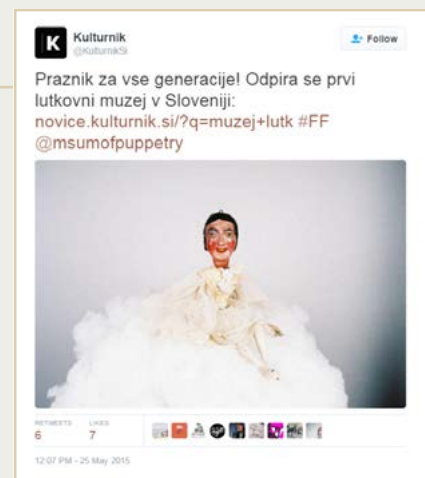 K
Kulturnik
@KulturnikSi
Follow
Praznik za vse generacije! Odpira se prvi
lutkovni muzej v Sloveniji:
novice.kulturnik.si/?q=muzej+lutk #FF
@msumofpuppetry
RETWEETS LIKES
6 7
12:07 PM - 25 May 2015